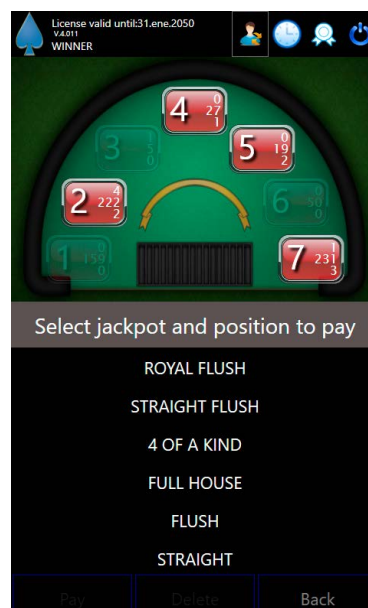 License valid until:31.ene.2050
V.4.011
WINNER
4 0 27 1
3 1 5 0
5 0 19 2
2 4 222 2
6 0 50 0
1 0 159 0
7 1 231 3
Select jackpot and position to pay
ROYAL FLUSH
STRAIGHT FLUSH
4 OF A KIND
FULL HOUSE
FLUSH
STRAIGHT
Pay Delete Back